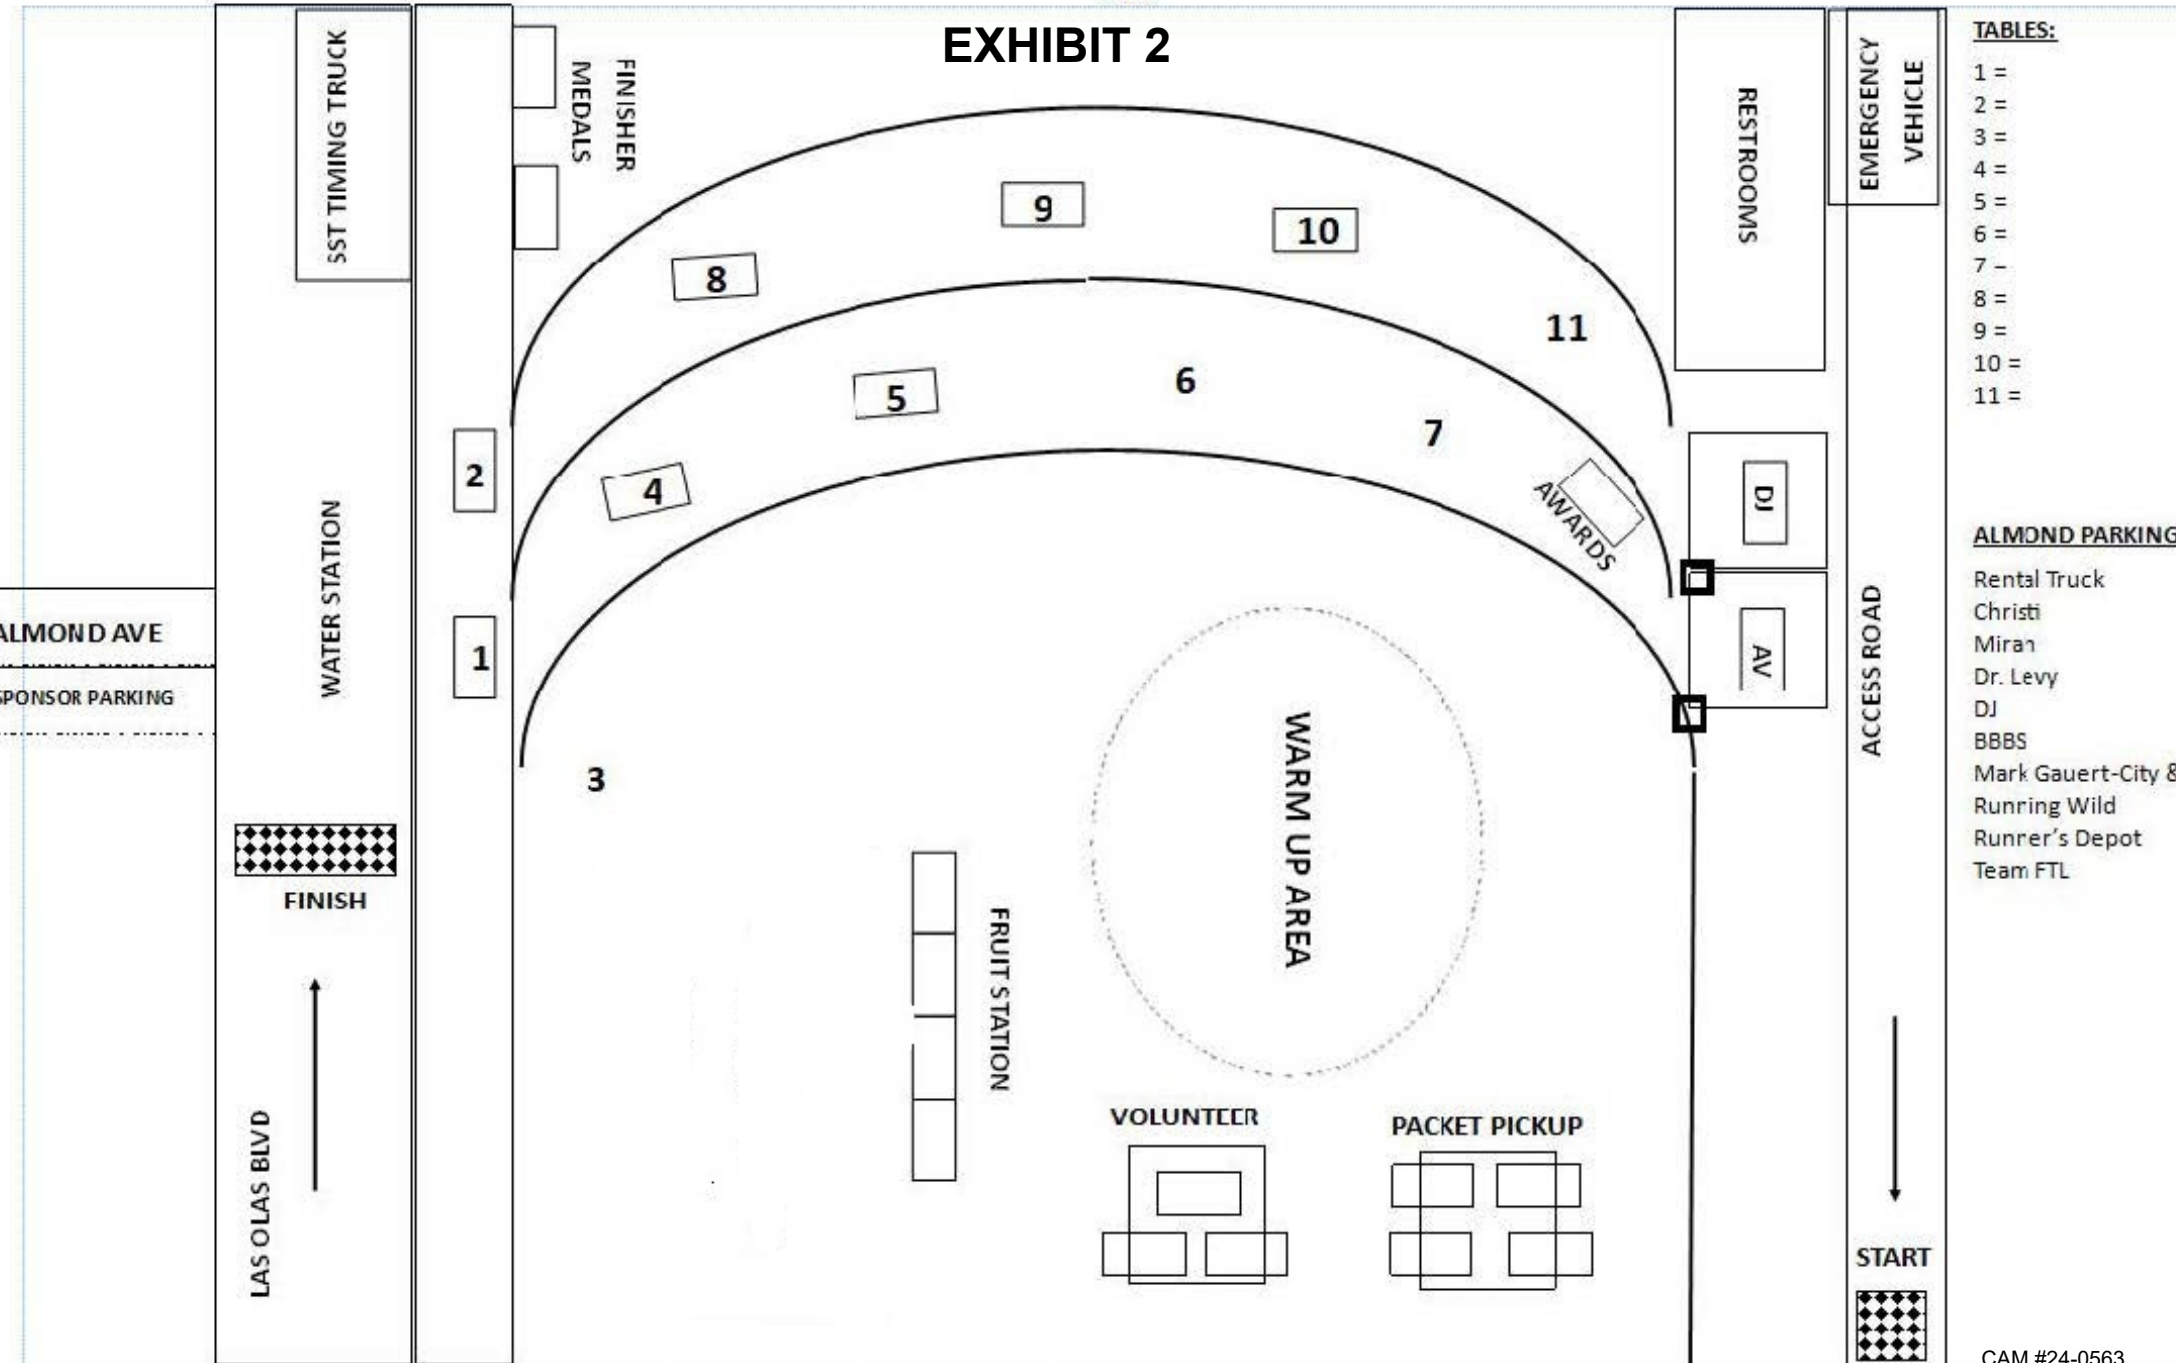 EXHIBIT 2
SST TIMING TRUCK
FINISHER
MEDALS
RESTROOMS
EMERGENCY
VEHICLE
TABLES:
1 =
2 =
3 =
4 =
5 =
6 =
7 –
8 =
9 =
10 =
11 =
9
10
8
11
6
5
7
2
4
AWARDS
DJ
WATER STATION
ALMOND AVE
SPONSOR PARKING
1
AV
ACCESS ROAD
ALMOND PARKING
Rental Truck
Christi
Miran
Dr. Levy
DJ
BBBS
Mark Gauert-City &
Running Wild
Runner's Depot
Team FTL
3
WARM UP AREA
FINISH
FRUIT STATION
LAS OLAS BLVD
VOLUNTEER
PACKET PICKUP
START
CAM #24-0563